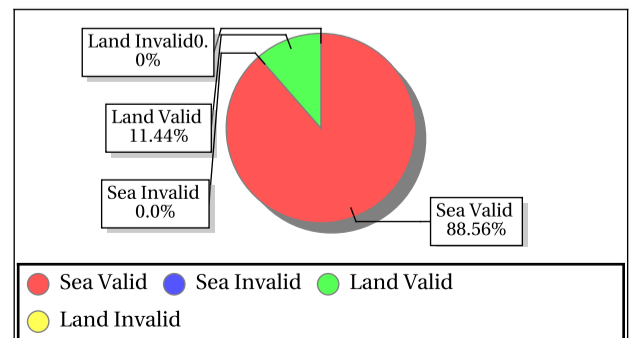 Land Invalid0.
0%
Land Valid
11.44%
Sea Invalid
0.0%
Sea Valid
88.56%
Sea Valid Sea Invalid Land Valid
Land Invalid